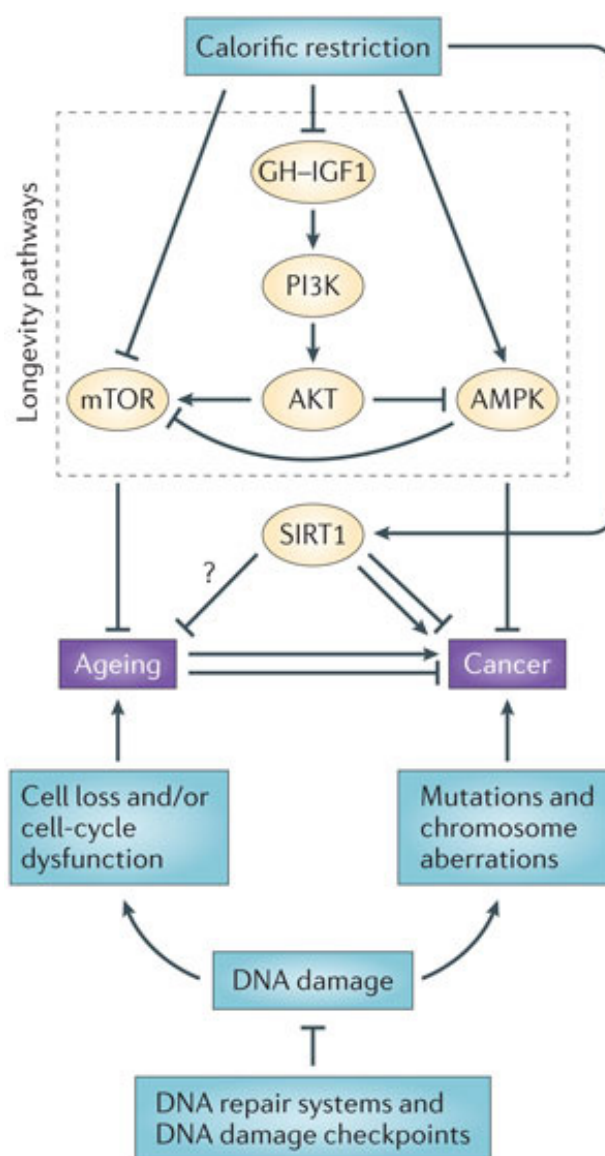 Calorific restriction
Longevity pathways
GH–IGF1
PI3K
mTOR
AKT
AMPK
SIRT1
?
Ageing
Cancer
Cell loss and/or
cell-cycle
dysfunction
Mutations and
chromosome
aberrations
DNA damage
DNA repair systems and
DNA damage checkpoints